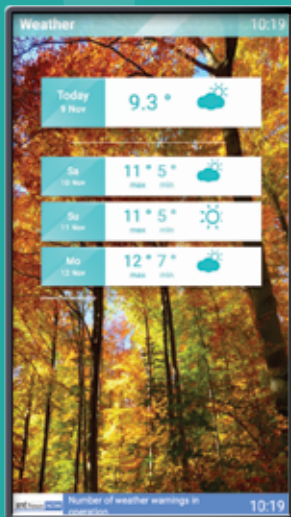 Weather 10:19
Today
9 Nov
9.3 °
Sa
10 Nov
11 ° 5 °
max min
Su
11 Nov
11 ° 5 °
max min
Mo
12 Nov
12 ° 7 °
max min
Number of weather warnings in
operation 10:19